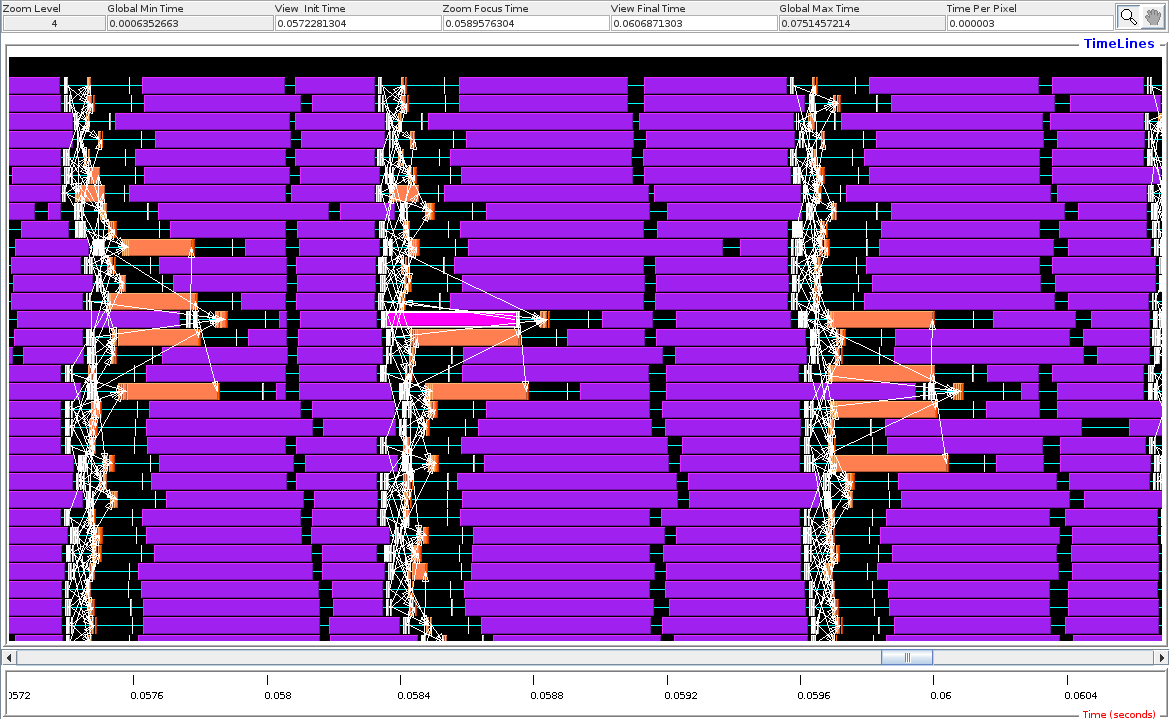 Zoom Level Global Min Time View Init Time Zoom Focus Time View Final Time Global Max Time Time Per Pixel
4 0.0006352663 0.0572281304 0.0589576304 0.0606871303 0.0751457214 0.000003
TimeLines
0572 0.0576 0.058 0.0584 0.0588 0.0592 0.0596 0.06 0.0604
Time (seconds)